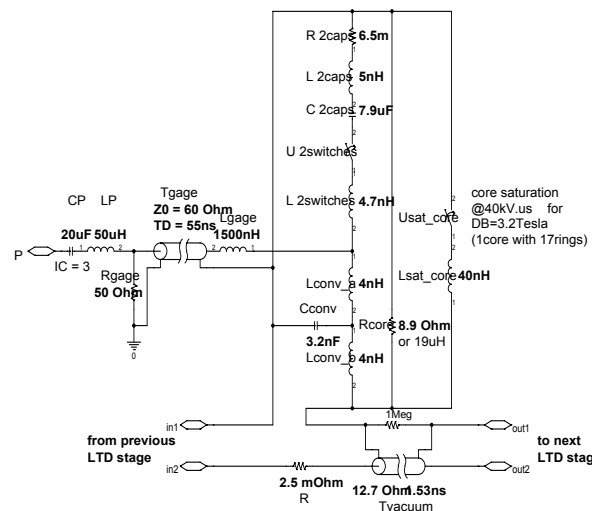 R 2caps 6.5m
L 2caps 5nH
C 2caps 7.9uF
U 2switches
L 2switches 4.7nH
core saturation
@40kV.us for
DB=3.2Tesla
(1core with 17rings)
Usat_core
Lsat_core 40nH
CP LP
20uF 50uH
IC = 3
P
Tgage
Z0 = 60 Ohm
TD = 55ns
Lgage
1500nH
Rgage
50 Ohm
0
Lconv_a 4nH
Cconv
3.2nF
Rcore 8.9 Ohm
or 19uH
Lconv_b 4nH
1Meg
in1
out1
from previous
LTD stage
to next
LTD stag
in2
out2
2.5 mOhm
R
12.7 Ohm 1.53ns
Tvacuum